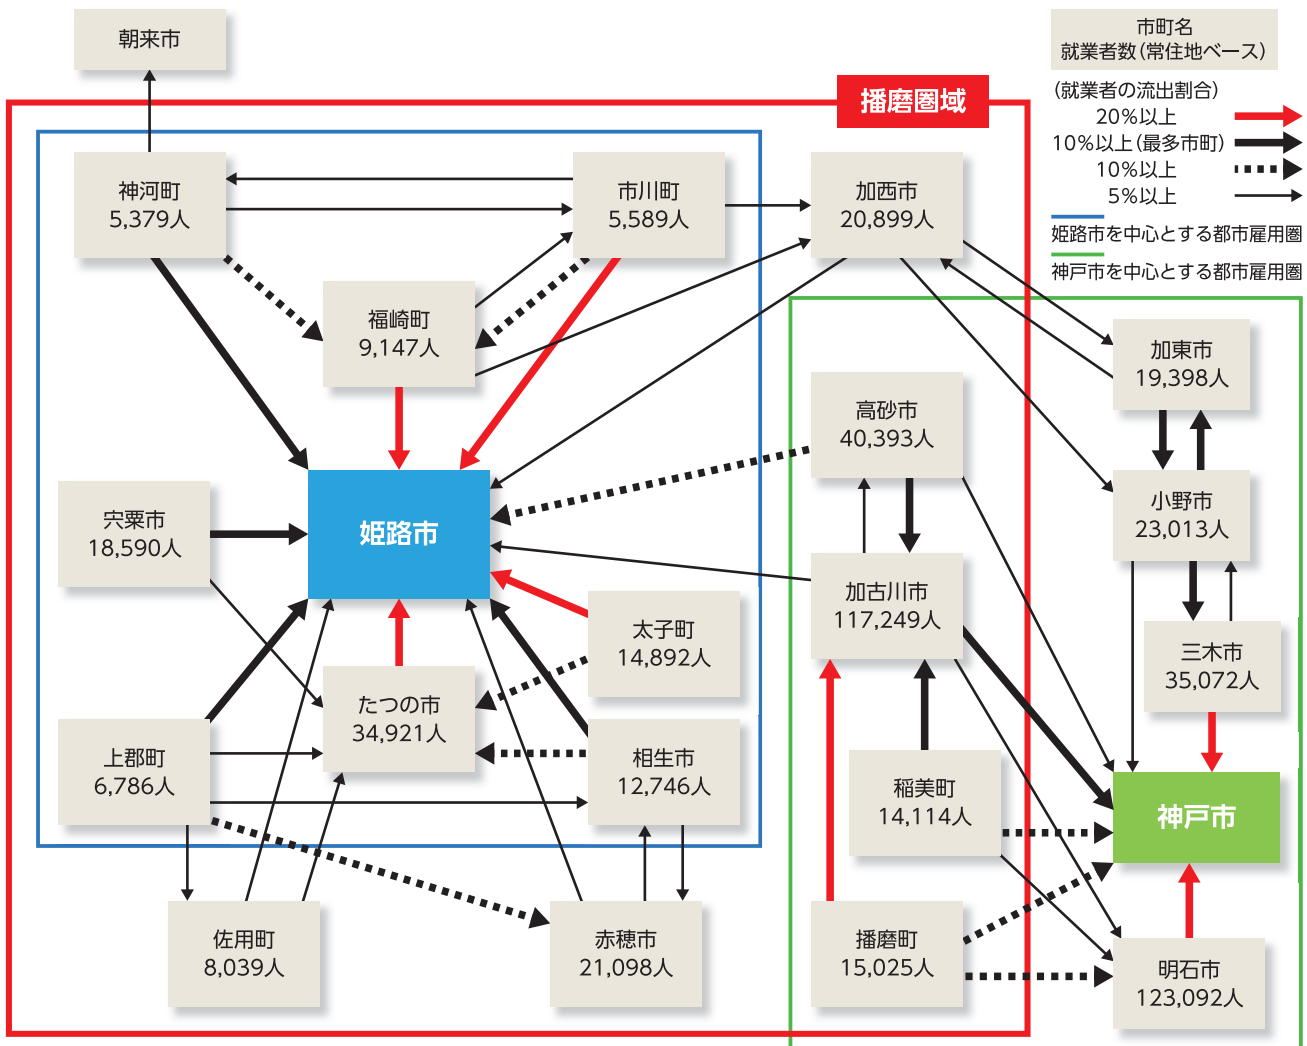 朝来市
播磨圏域
市町名
就業者数(常住地ベース)
(就業者の流出割合)
20%以上
10%以上(最多市町)
10%以上
5%以上
姫路市を中心とする都市雇用圏
神戸市を中心とする都市雇用圏
神河町
5,379人
市川町
5,589人
加西市
20,899人
福崎町
9,147人
加東市
19,398人
高砂市
40,393人
姫路市
宍粟市
18,590人
小野市
23,013人
加古川市
117,249人
太子町
14,892人
三木市
35,072人
たつの市
34,921人
上郡町
6,786人
相生市
12,746人
稲美町
14,114人
神戸市
佐用町
8,039人
赤穂市
21,098人
播磨町
15,025人
明石市
123,092人